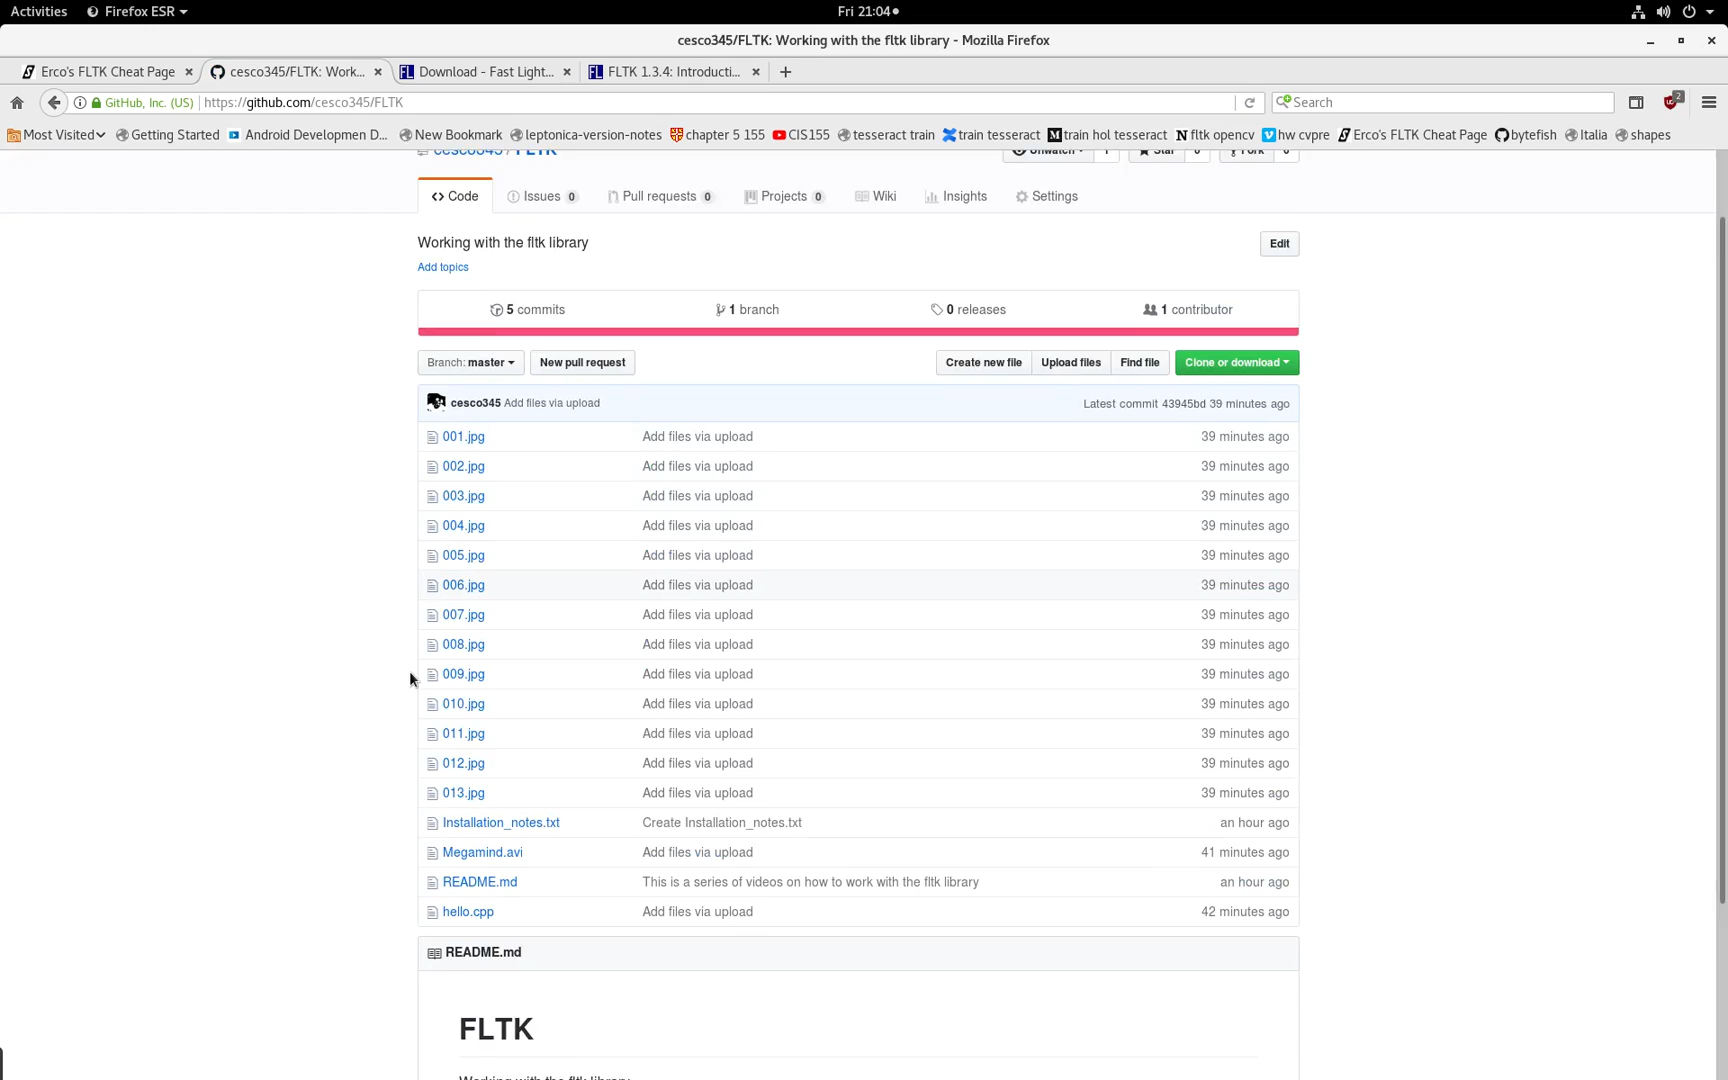 Activities Firefox ESR Fri 21:04
cesco345/FLTK: Working with the fltk library - Mozilla Firefox
Erco's FLTK Cheat Page cesco345/FLTK: Work... Download - Fast Light... FLTK 1.3.4: Introducti...
GitHub, Inc. (US) https://github.com/cesco345/FLTK Search 2
Most Visited Getting Started Android Developmen D... New Bookmark leptonica-version-notes chapter 5 155 CIS155 tesseract train train tesseract train hol tesseract fltk opencv hw cvpre Erco's FLTK Cheat Page bytefish Italia shapes
cesco345 / FLTK Unwatch 1 Star 0 Fork 0
Code Issues 0 Pull requests 0 Projects 0 Wiki Insights Settings
Working with the fltk library Edit
Add topics
5 commits 1 branch 0 releases 1 contributor
Branch: master New pull request Create new file Upload files Find file Clone or download
cesco345 Add files via upload Latest commit 43945bd 39 minutes ago
001.jpg Add files via upload 39 minutes ago
002.jpg Add files via upload 39 minutes ago
003.jpg Add files via upload 39 minutes ago
004.jpg Add files via upload 39 minutes ago
005.jpg Add files via upload 39 minutes ago
006.jpg Add files via upload 39 minutes ago
007.jpg Add files via upload 39 minutes ago
008.jpg Add files via upload 39 minutes ago
009.jpg Add files via upload 39 minutes ago
010.jpg Add files via upload 39 minutes ago
011.jpg Add files via upload 39 minutes ago
012.jpg Add files via upload 39 minutes ago
013.jpg Add files via upload 39 minutes ago
Installation_notes.txt Create Installation_notes.txt an hour ago
Megamind.avi Add files via upload 41 minutes ago
README.md This is a series of videos on how to work with the fltk library an hour ago
hello.cpp Add files via upload 42 minutes ago
README.md
FLTK
Working with the fltk library